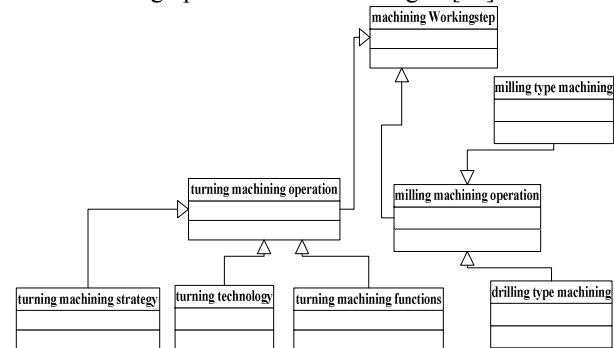 machining Workingstep
milling type machining
turning machining operation
milling machining operation
turning machining strategy
turning technology
turning machining functions
drilling type machining